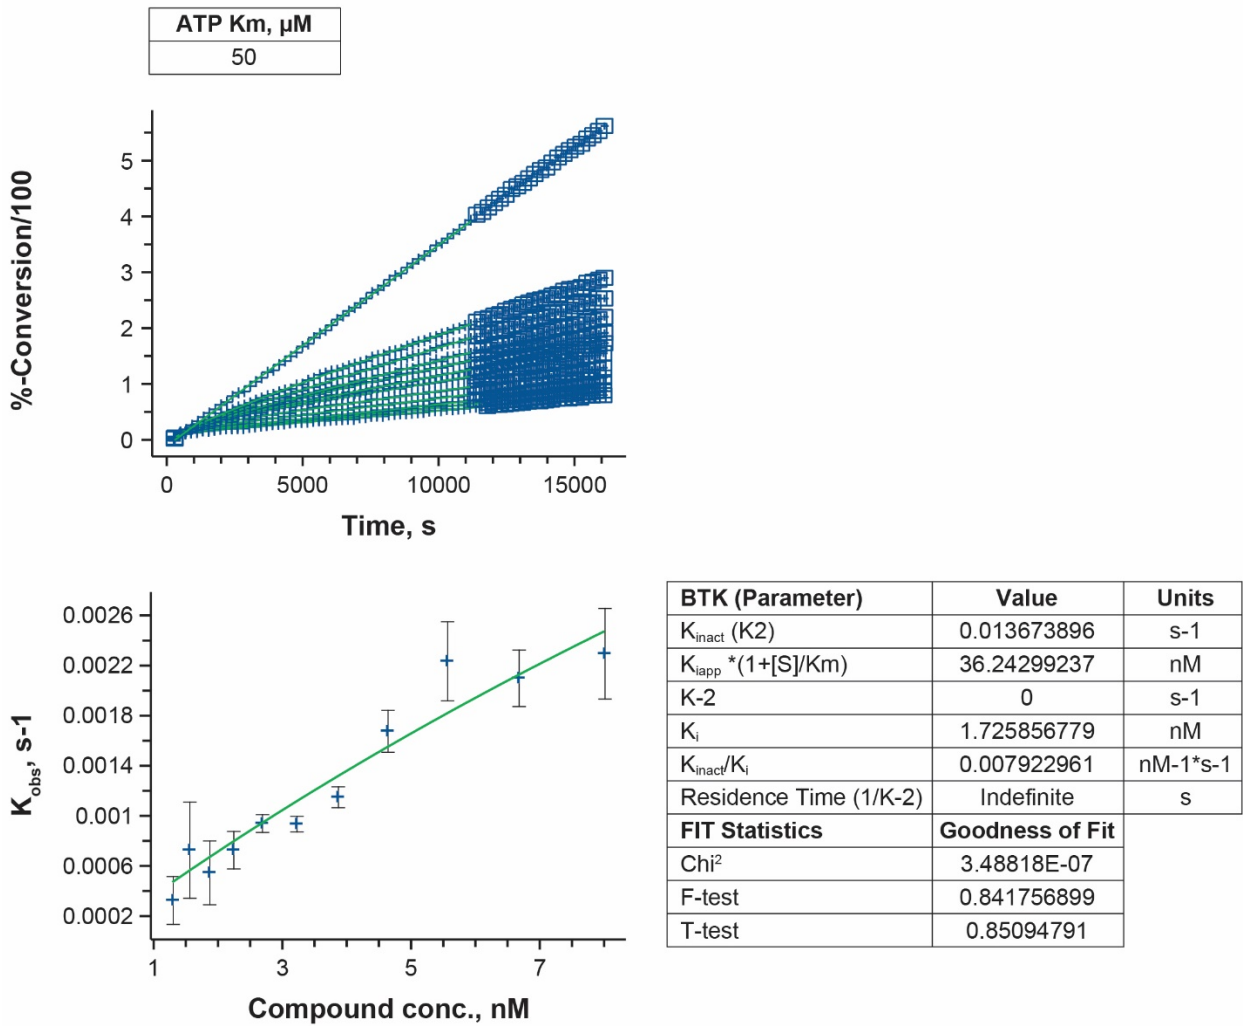 ATP Km, µM
50
%-Conversion/100
5
4
3
2
1
0
0 5000 10000 15000
Time, s
Kobs, s-1
0.0026
0.0022
0.0018
0.0014
0.001
0.0006
0.0002
1 3 5 7
Compound conc., nM
BTK (Parameter) Value Units
Kinact (K2) 0.013673896 s-1
Kiapp *(1+[S]/Km) 36.24299237 nM
K-2 0 s-1
Ki 1.725856779 nM
Kinact/Ki 0.007922961 nM-1*s-1
Residence Time (1/K-2) Indefinite s
FIT Statistics Goodness of Fit
Chi² 3.48818E-07
F-test 0.841756899
T-test 0.85094791